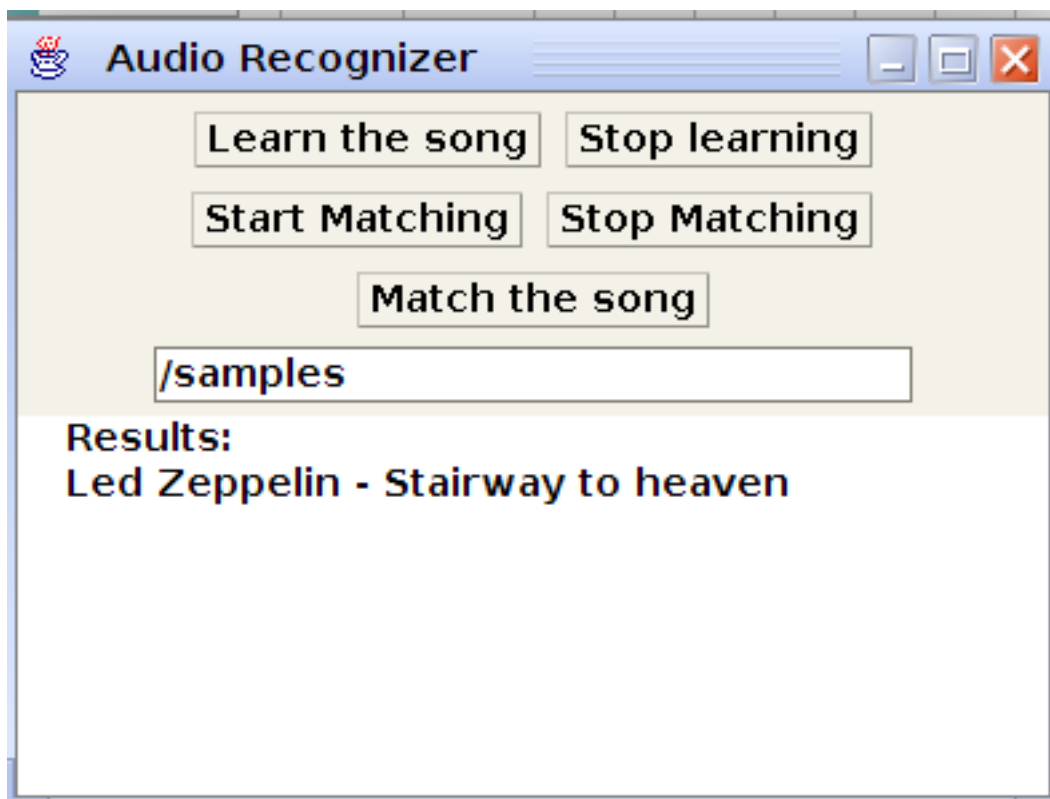 Audio Recognizer
Learn the song Stop learning
Start Matching Stop Matching
Match the song
/samples
Results:
Led Zeppelin - Stairway to heaven